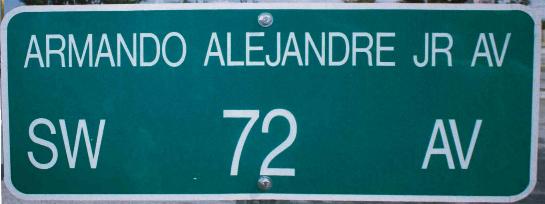 ARMANDO ALEJANDRE JR AV
SW 72 AV